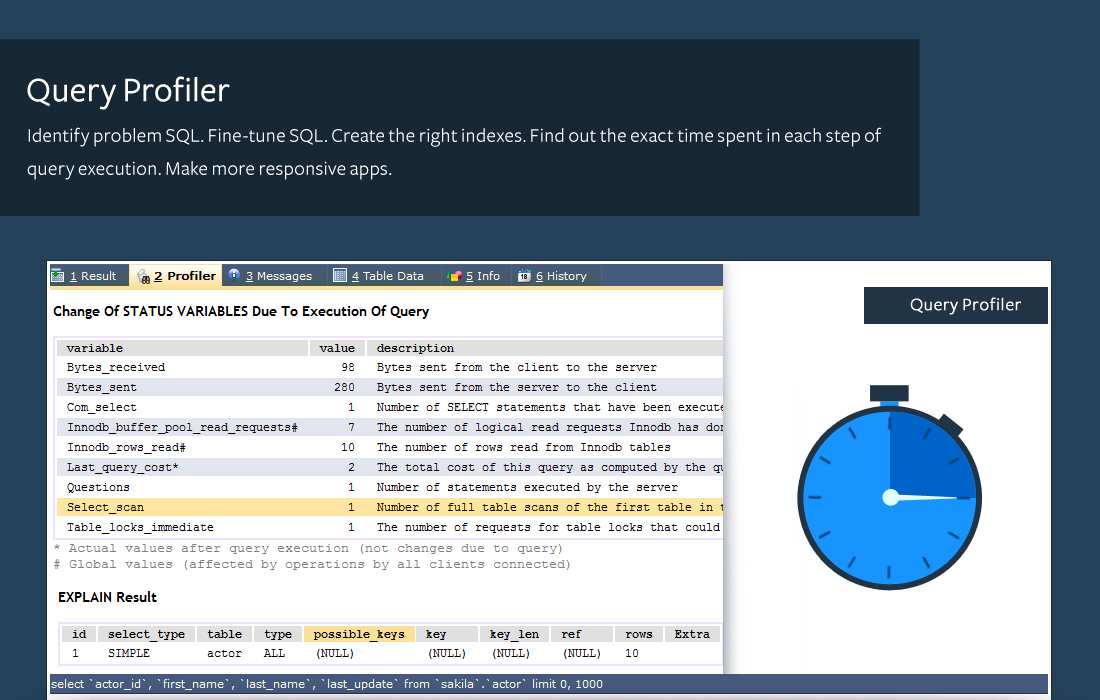 Query Profiler
Identify problem SQL. Fine-tune SQL. Create the right indexes. Find out the exact time spent in each step of
query execution. Make more responsive apps.
1 Result 2 Profiler 3 Messages 4 Table Data 5 Info 18 6 History
Query Profiler
Change Of STATUS VARIABLES Due To Execution Of Query
variable value description
Bytes_received 98 Bytes sent from the client to the server
Bytes_sent 280 Bytes sent from the server to the client
Com_select 1 Number of SELECT statements that have been execute
Innodb_buffer_pool_read_requests# 7 The number of logical read requests Innodb has
Innodb_rows_read# 10 The number of rows read from Innodb tables
Last_query_cost* 2 The total cost of this query as computed by the
Questions 1 Number of statements executed by the server
Select_scan 1 Number of full table scans of the first table in
Table_locks_immediate 1 The number of requests for table locks that could
* Actual values after query execution (not changes due to query)
# Global values (affected by operations by all clients connected)
EXPLAIN Result
id select_type table type possible_keys key key_len ref rows Extra
1 SIMPLE actor ALL (NULL) (NULL) (NULL) (NULL) 10
select `actor_id`, `first_name`, `last_name`, `last_update` from `sakila`.`actor` limit 0, 1000